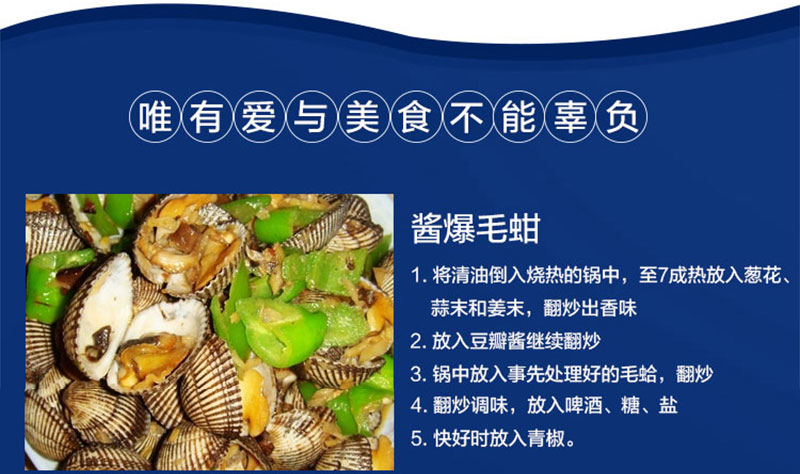 唯有爱与美食不能辜负
酱爆毛蚶
1. 将清油倒入烧热的锅中，至7成热放入葱花、
蒜末和姜末，翻炒出香味
2. 放入豆瓣酱继续翻炒
3. 锅中放入事先处理好的毛蛤，翻炒
4. 翻炒调味，放入啤酒、糖、盐
5. 快好时放入青椒。